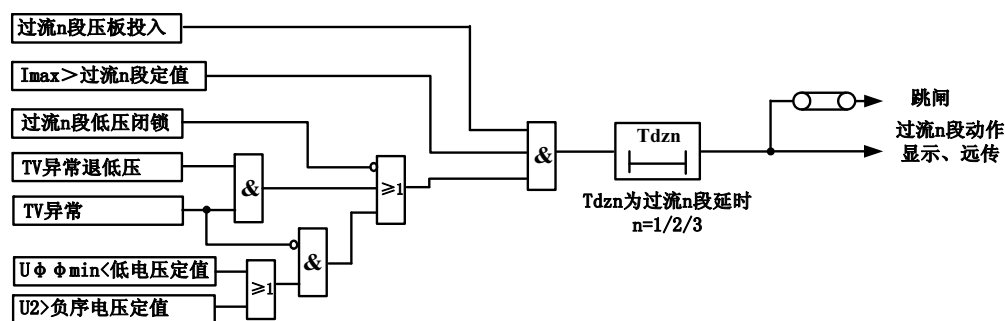 过流n段压板投入
Imax＞过流n段定值
过流n段低压闭锁
TV异常退低压
TV异常
UΦΦmin<低电压定值
U2>负序电压定值
&
≥1
&
≥1
&
Tdzn
Tdzn为过流n段延时
n=1/2/3
跳闸
过流n段动作
显示、远传